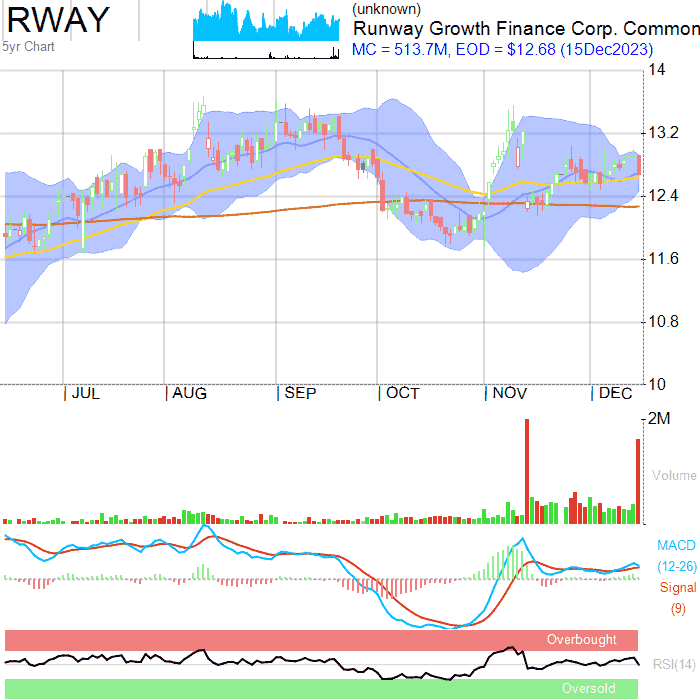 RWAY
5yr Chart
(unknown)
Runway Growth Finance Corp. Common
MC = 513.7M, EOD = $12.68 (15Dec2023)
14
13.2
12.4
11.6
10.8
10
JUL AUG SEP OCT NOV DEC
2M
Volume
MACD
(12-26)
Signal
(9)
Overbought
RSI(14)
Oversold